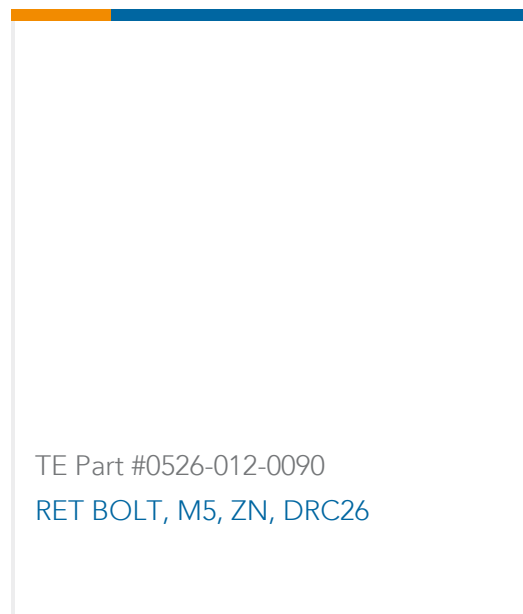 TE Part #0526-012-0090
RET BOLT, M5, ZN, DRC26